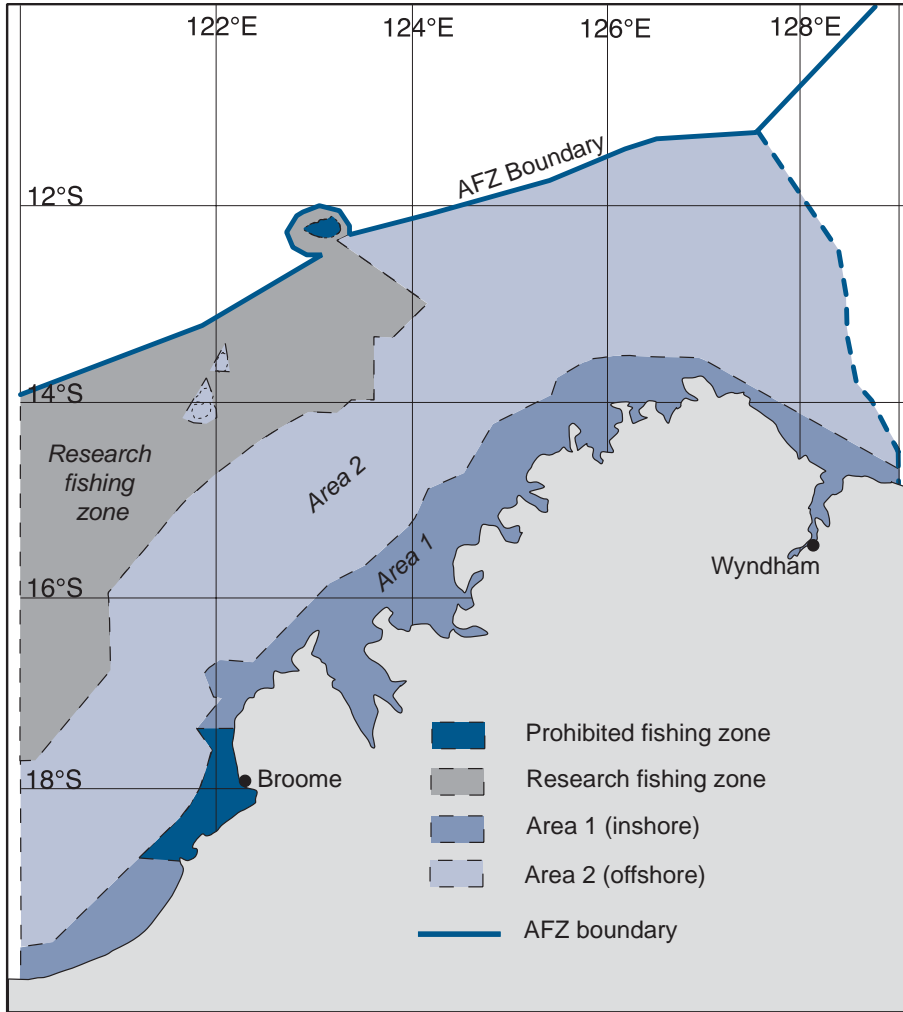 122°E
124°E
126°E
128°E
AFZ Boundary
12°S
14°S
Research
fishing
zone
Area 2
Area 1
Wyndham
16°S
18°S
Broome
Prohibited fishing zone
Research fishing zone
Area 1 (inshore)
Area 2 (offshore)
AFZ boundary